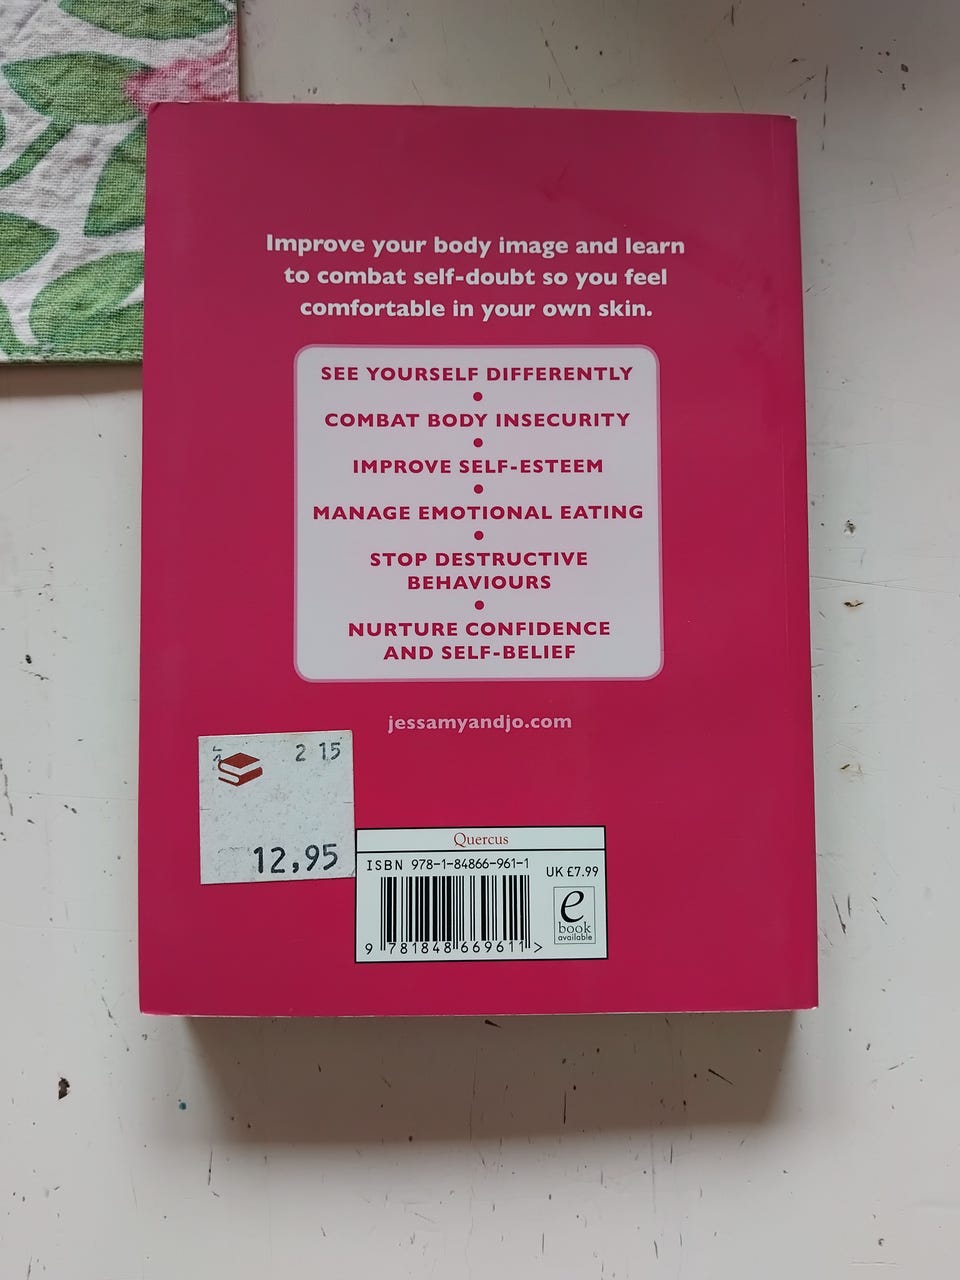 Improve your body image and learn
to combat self-doubt so you feel
comfortable in your own skin.
SEE YOURSELF DIFFERENTLY
COMBAT BODY INSECURITY
IMPROVE SELF-ESTEEM
MANAGE EMOTIONAL EATING
STOP DESTRUCTIVE
BEHAVIOURS
NURTURE CONFIDENCE
AND SELF-BELIEF
jessamyandjo.com
2 15
12,95
Quercus
ISBN 978-1-84866-961-1
UK £7.99
9 781848 669611 >
e
book
available